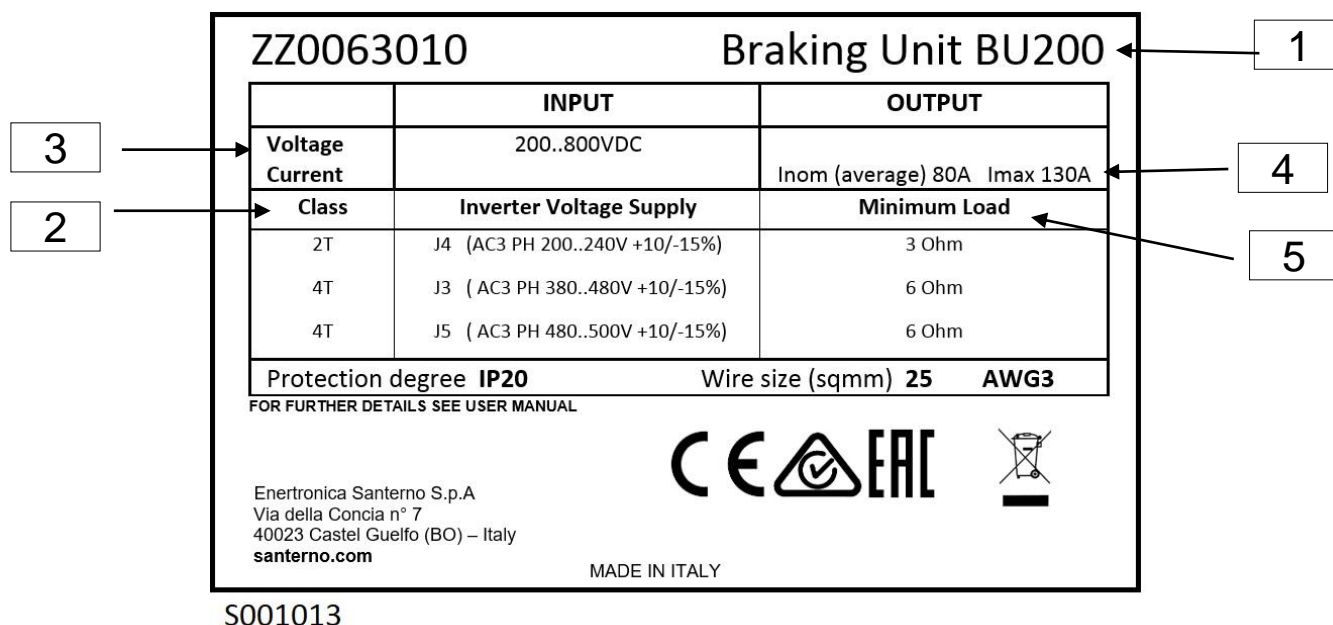 ZZ0063010 Braking Unit BU200
1
INPUT OUTPUT
3
Voltage 200..800VDC
Current Inom (average) 80A Imax 130A
4
2
Class Inverter Voltage Supply Minimum Load
5
2T J4 (AC3 PH 200..240V +10/-15%) 3 Ohm
4T J3 ( AC3 PH 380..480V +10/-15%) 6 Ohm
4T J5 ( AC3 PH 480..500V +10/-15%) 6 Ohm
Protection degree IP20 Wire size (sqmm) 25 AWG3
FOR FURTHER DETAILS SEE USER MANUAL
CE EAC
Enertronica Santerno S.p.A
Via della Concia n° 7
40023 Castel Guelfo (BO) – Italy
santerno.com
MADE IN ITALY
S001013